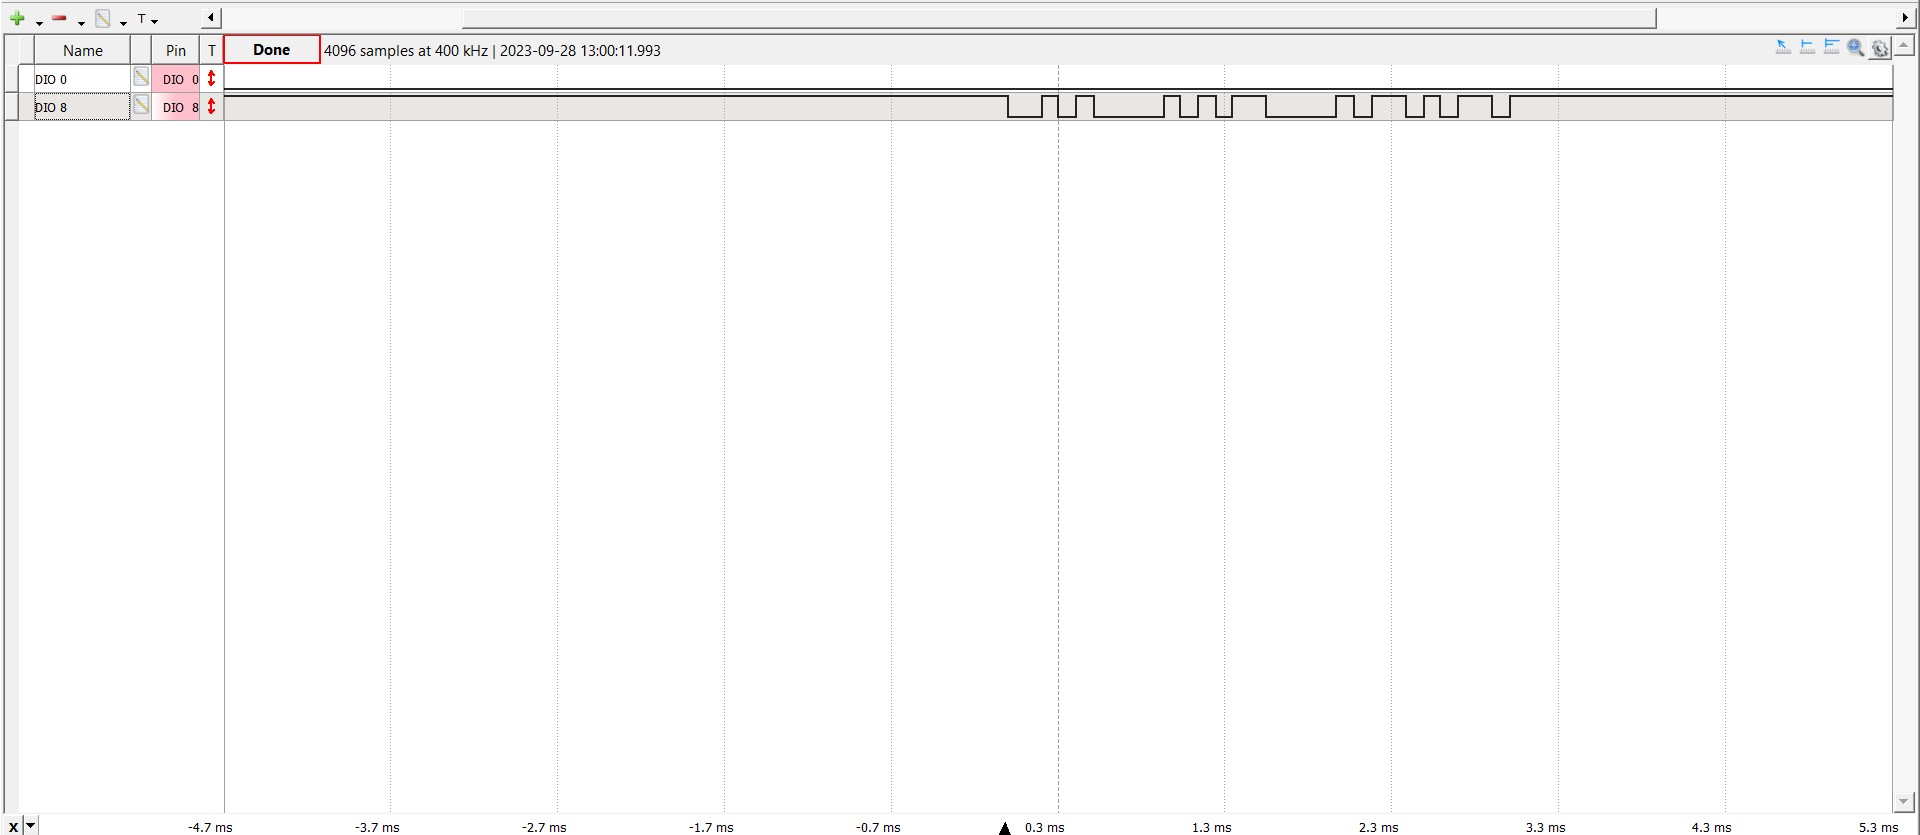 T
Name Pin T Done 4096 samples at 400 kHz | 2023-09-28 13:00:11.993
DIO 0 DIO 0
DIO 8 DIO 8
X -4.7 ms -3.7 ms -2.7 ms -1.7 ms -0.7 ms 0.3 ms 1.3 ms 2.3 ms 3.3 ms 4.3 ms 5.3 ms